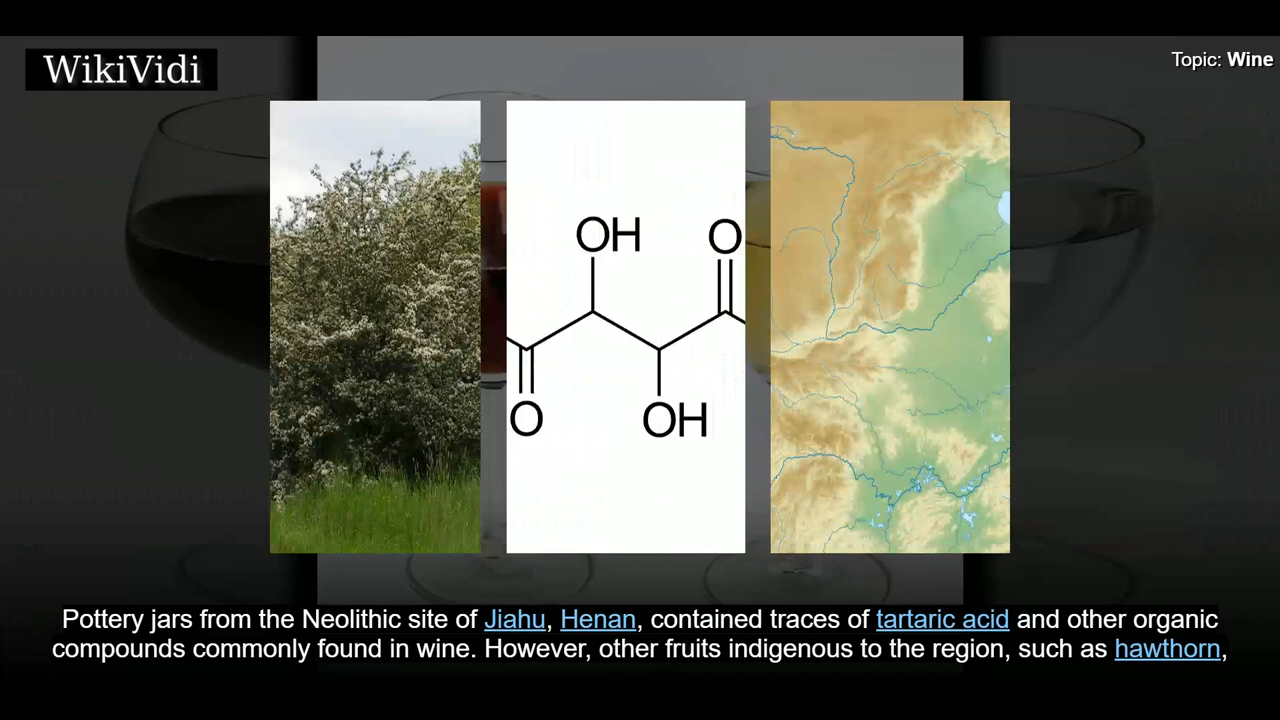 WikiVidi
Topic: Wine
OH
O
O
OH
Pottery jars from the Neolithic site of Jiahu, Henan, contained traces of tartaric acid and other organic
compounds commonly found in wine. However, other fruits indigenous to the region, such as hawthorn,